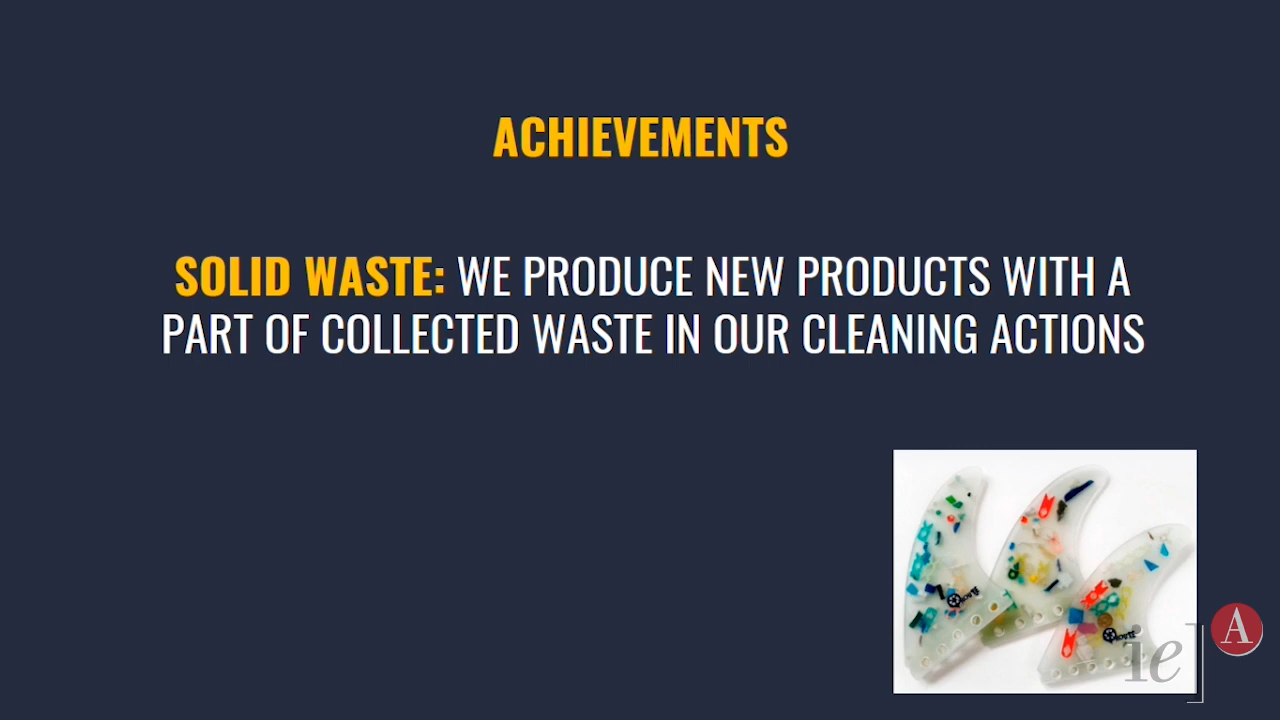 ACHIEVEMENTS
SOLID WASTE: WE PRODUCE NEW PRODUCTS WITH A
PART OF COLLECTED WASTE IN OUR CLEANING ACTIONS
ie]
A